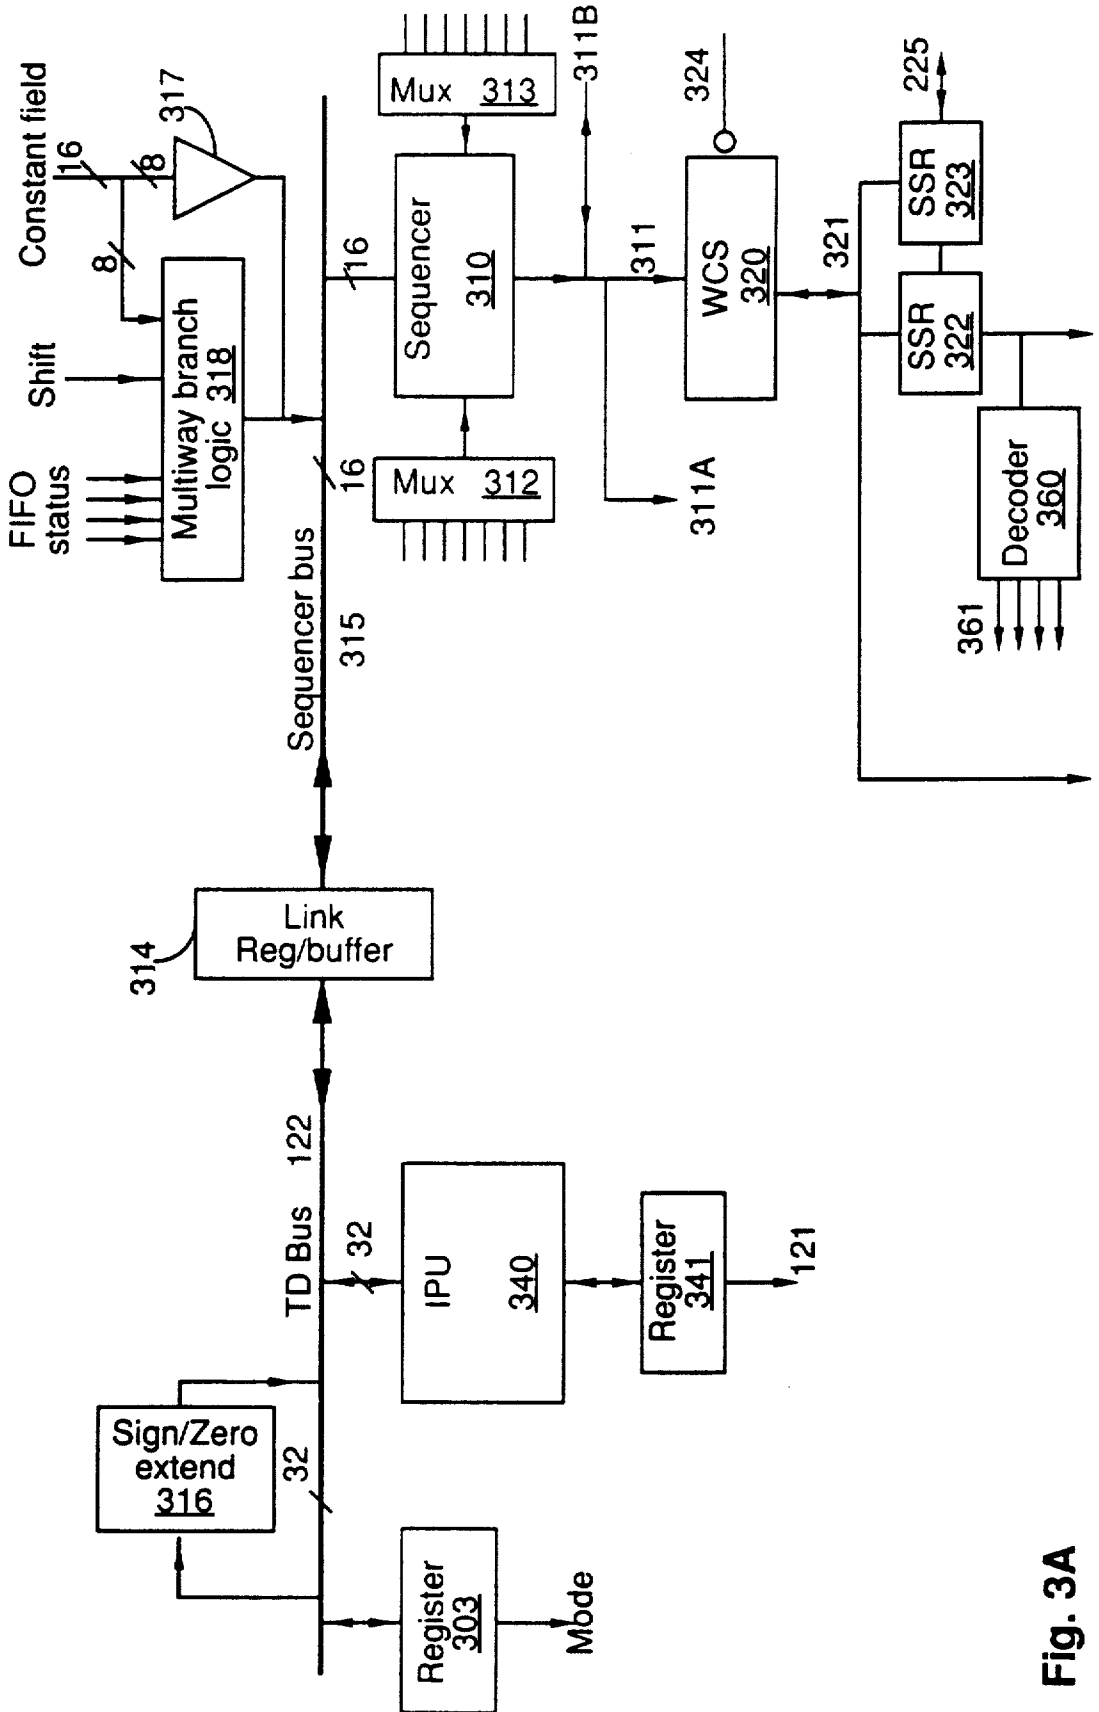 FIFO
status
Shift
Constant field
16
8
8
317
Multiway branch
logic 318
Sequencer bus
315
16
16
Mux 312
Sequencer
310
Mux 313
311B
311
311A
324
WCS
320
321
SSR
322
SSR
323
225
Decoder
360
361
314
Link
Reg/buffer
TD Bus 122
Sign/Zero
extend
316
32
32
IPU
340
Register
341
121
Register
303
Mode
Fig. 3A